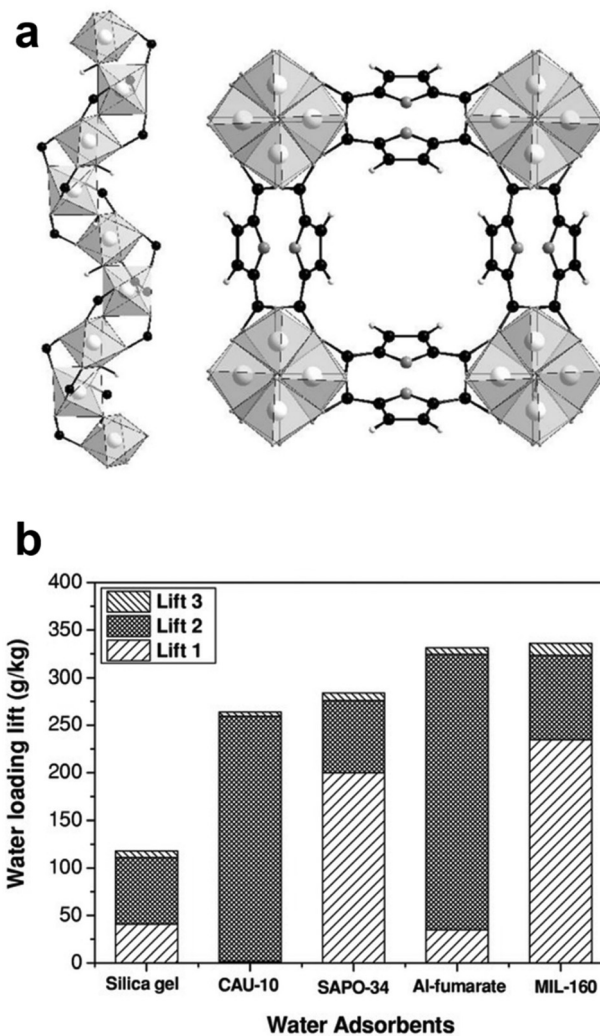 a
b
Water loading lift (g/kg)
400
350
300
250
200
150
100
50
0
Lift 3
Lift 2
Lift 1
Silica gel CAU-10 SAPO-34 Al-fumarate MIL-160
Water Adsorbents